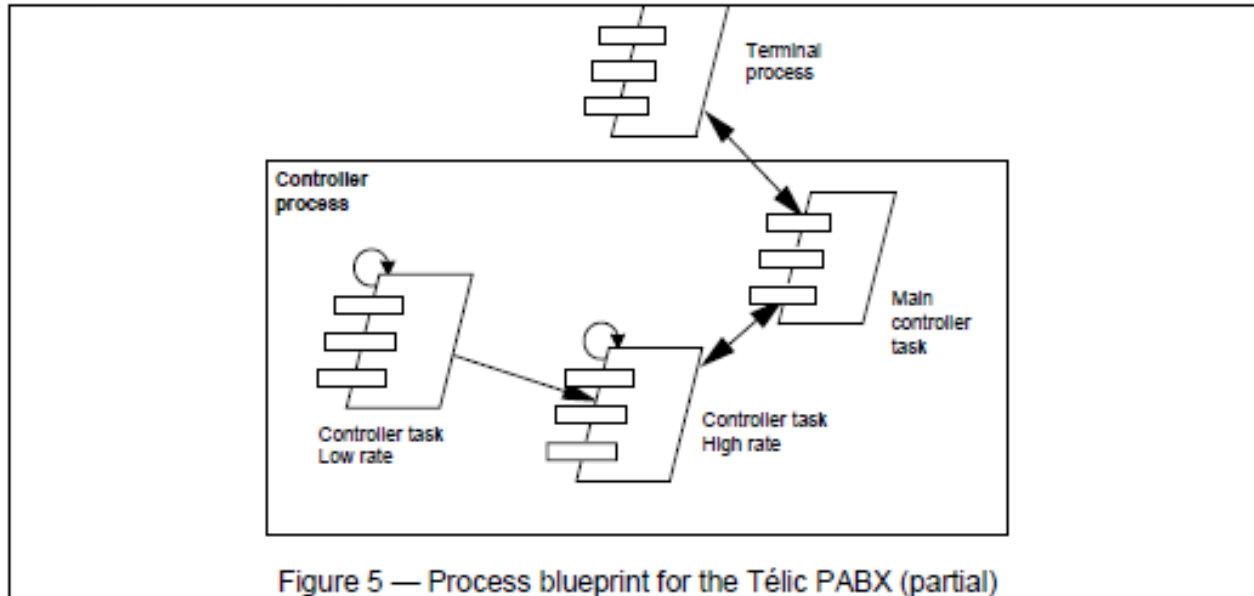 Terminal
process
Controller
process
Main
controller
task
Controller task
Low rate
Controller task
High rate
Figure 5 — Process blueprint for the Télic PABX (partial)